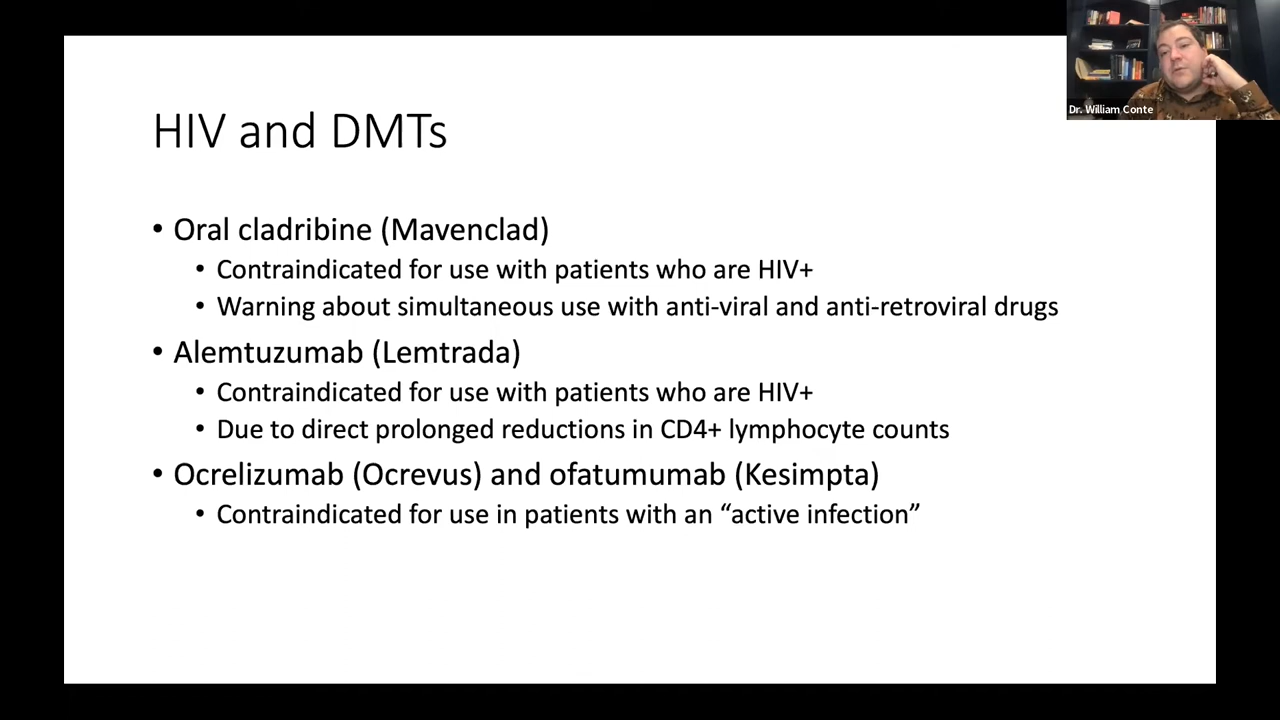 HIV and DMTs
• Oral cladribine (Mavenclad)
• Contraindicated for use with patients who are HIV+
• Warning about simultaneous use with anti-viral and anti-retroviral drugs
• Alemtuzumab (Lemtrada)
• Contraindicated for use with patients who are HIV+
• Due to direct prolonged reductions in CD4+ lymphocyte counts
• Ocrelizumab (Ocrevus) and ofatumumab (Kesimpta)
• Contraindicated for use in patients with an “active infection”
Dr. William Conte